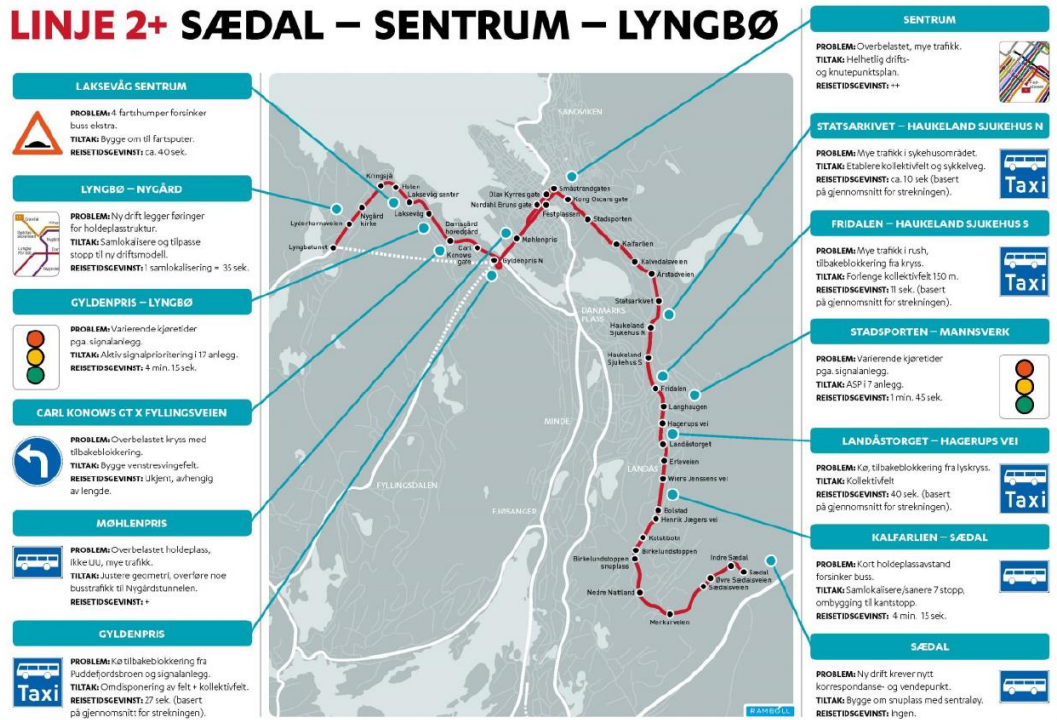 LINJE 2+ SÆDAL – SENTRUM – LYNGBØ
LAKSEVÅG SENTRUM
PROBLEM: 4 fartshumper forsinker
buss ekstra.
TILTAK: Bygge om til fartsputer.
REISETIDSGEVINST: ca. 40 sek.
LYNGBØ – NYGÅRD
PROBLEM: Ny drift legger føringer
for holdeplasstruktur.
TILTAK: Samlokalisere og tilpasse
stopp til ny driftsmodell.
REISETIDSGEVINST: 1 samlokalisering = 35 sek.
GYLDENPRIS – LYNGBØ
PROBLEM: Varierende kjøretider
pga. signalanlegg.
TILTAK: Aktiv signalprioritering i 17 anlegg.
REISETIDSGEVINST: 4 min. 15 sek.
CARL KONOWS GT X FYLLINGSVEIEN
PROBLEM: Overbelastet kryss med
tilbakeblokkering.
TILTAK: Bygge venstresvingefelt.
REISETIDSGEVINST: Ukjent, avhengig
av lengde.
MØHLENPRIS
PROBLEM: Overbelastet holdeplass,
Ikke UU, mye trafikk.
TILTAK: Justere geometri, overføre noe
busstrafikk til Nygårdstunnelen.
REISETIDSGEVINST: +
GYLDENPRIS
Taxi
PROBLEM: Kø tilbakeblokkering fra
Puddefjordsbroen og signalanlegg.
TILTAK: Omdisponering av felt + kollektivfelt.
REISETIDSGEVINST: 27 sek. (basert
på gjennomsnitt for strekningen).
SANDVIKEN
Kringsjå
Holen
Laksevåg senter
Lyderhornsveien
Nygård
kirke
Laksevåg
Damsgård
hovedgård
Lyngbøtunet
Carl
Konows
gate
Gyldenpris N
Møhlenpris
Olav Kyrres gate
Nordahl Bruns gate
Småstrandgaten
Kong Oscars gate
Festplassen
Stadsporten
Kalfarlien
Kalvedalsveien
Årstadveien
Statsarkivet
DANMARKS
PLASS
Haukeland
Sjukehus N
Haukeland
Sjukehus S
Fridalen
Langhaugen
MINDE
Hagerups vei
Landåstorget
Erleveien
LANDÅS
Wiers Jenssens vei
FYLLINGSDALEN
FJØSANGER
Bolstad
Henrik Jægers vei
Kolstibotn
Birkelundstoppen
Birkelundstoppen
snuplass
Indre Sædal
Sædal
Øvre Sædalsveien
Sædalsveien
Nedre Nattland
Merkurveien
RAMBOLL
SENTRUM
PROBLEM: Overbelastet, mye trafikk.
TILTAK: Helhetlig drifts-
og knutepunktsplan.
REISETIDSGEVINST: ++
STATSARKIVET – HAUKELAND SJUKEHUS N
PROBLEM: Mye trafikk i sykehusområdet.
TILTAK: Etablere kollektivfelt og sykkelveg.
REISETIDSGEVINST: ca. 10 sek (basert
på gjennomsnitt for strekningen).
Taxi
FRIDALEN – HAUKELAND SJUKEHUS S
PROBLEM: Mye trafikk i rush,
tilbakeblokkering fra kryss.
TILTAK: Forlenge kollektivfelt 150 m.
REISETIDSGEVINST: 11 sek. (basert
på gjennomsnitt for strekningen).
Taxi
STADSPORTEN – MANNSVERK
PROBLEM: Varierende kjøretider
pga. signalanlegg.
TILTAK: ASP i 7 anlegg.
REISETIDSGEVINST: 1 min. 45 sek.
LANDÅSTORGET – HAGERUPS VEI
PROBLEM: Kø, tilbakeblokkering fra lyskryss.
TILTAK: Kollektivfelt
REISETIDSGEVINST: 40 sek. (basert
på gjennomsnitt for strekningen).
Taxi
KALFARLIEN – SÆDAL
PROBLEM: Kort holdeplassavstand
forsinker buss.
TILTAK: Samlokalisere/sanere 7 stopp,
ombygging til kantstopp.
REISETIDSGEVINST: 4 min. 15 sek.
SÆDAL
PROBLEM: Ny drift krever nytt
korrespondanse- og vendepunkt.
TILTAK: Bygge om snuplass med sentraløy.
REISETIDSGEVINST: Ingen.